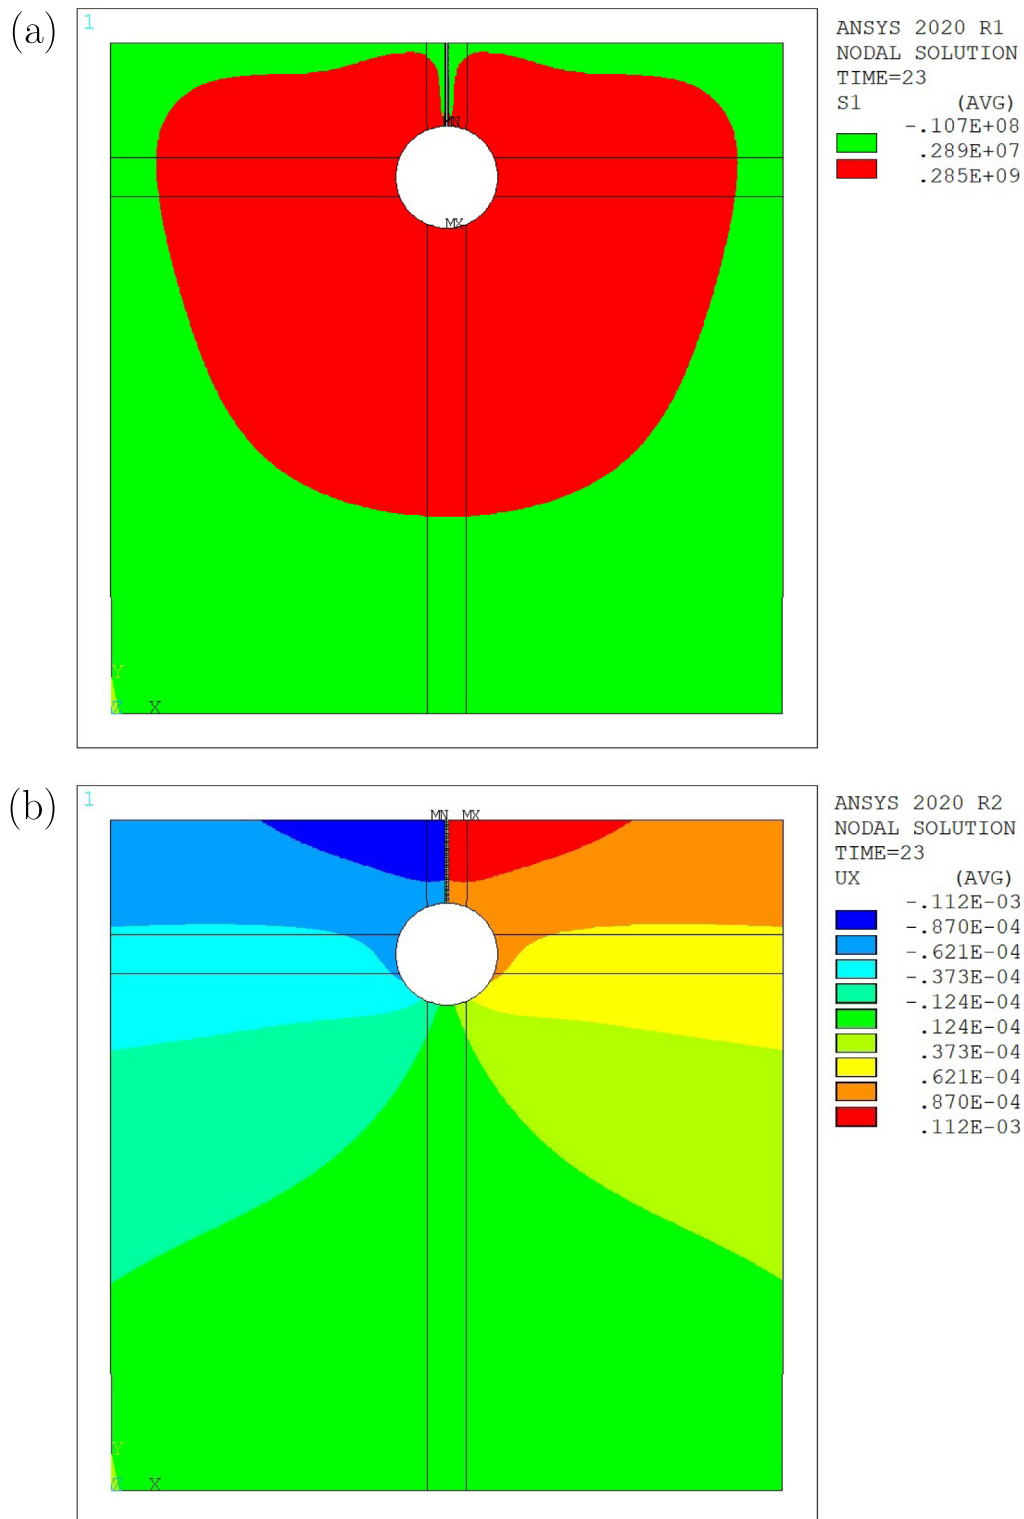 (a)
1
ANSYS 2020 R1
NODAL SOLUTION
TIME=23
S1 (AVG)
-.107E+08
.289E+07
.285E+09
MN
MX
Y
Z X
(b)
1
MN MX
ANSYS 2020 R2
NODAL SOLUTION
TIME=23
UX (AVG)
-.112E-03
-.870E-04
-.621E-04
-.373E-04
-.124E-04
.124E-04
.373E-04
.621E-04
.870E-04
.112E-03
Y
Z X